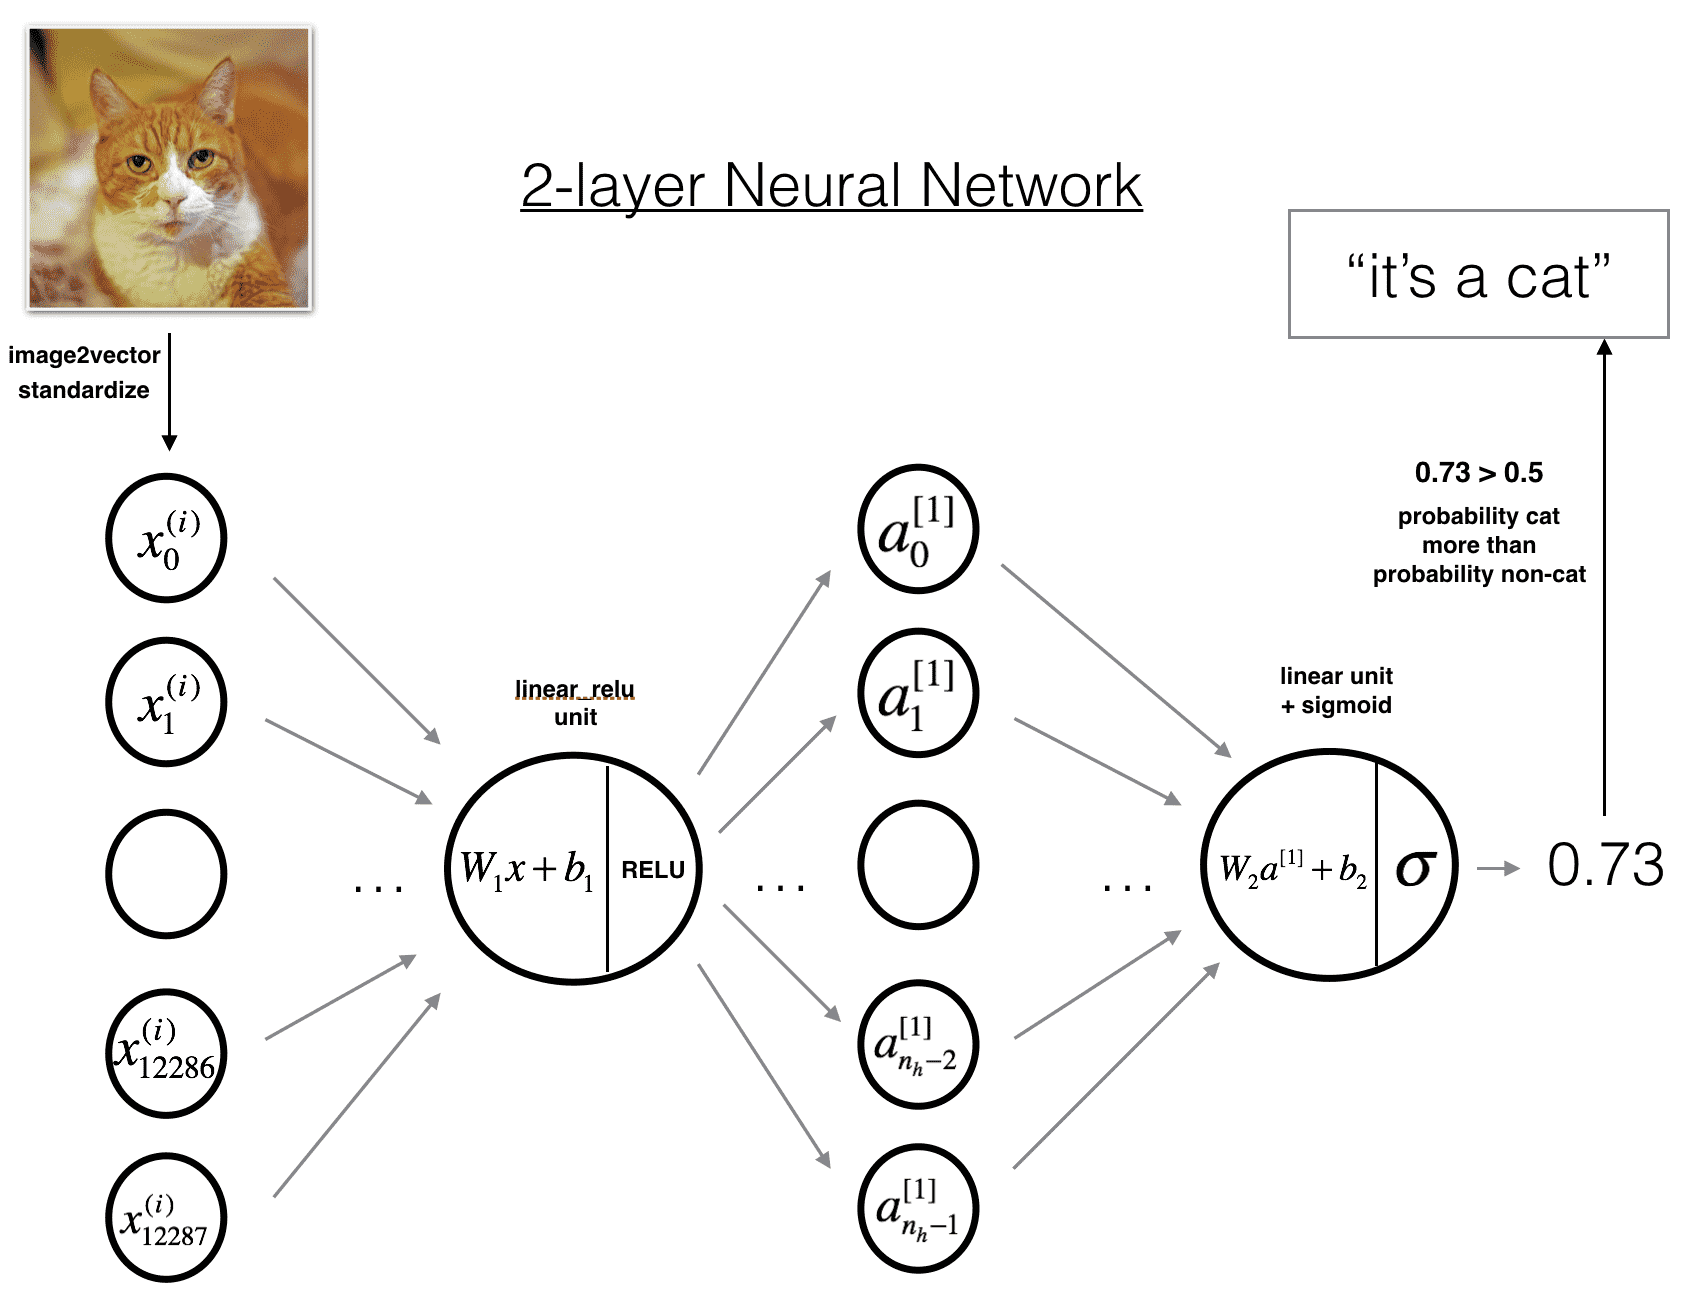 2-layer Neural Network
“it’s a cat”
image2vector
standardize
0.73 > 0.5
probability cat
more than
probability non-cat
x_0^{(i)}
x_1^{(i)}
x_{12286}^{(i)}
x_{12287}^{(i)}
. . .
linear_relu
unit
W_1x+b_1
RELU
. . .
a_0^{[1]}
a_1^{[1]}
a_{n_h-2}^{[1]}
a_{n_h-1}^{[1]}
. . .
linear unit
+ sigmoid
W_2a^{[1]}+b_2
σ
0.73